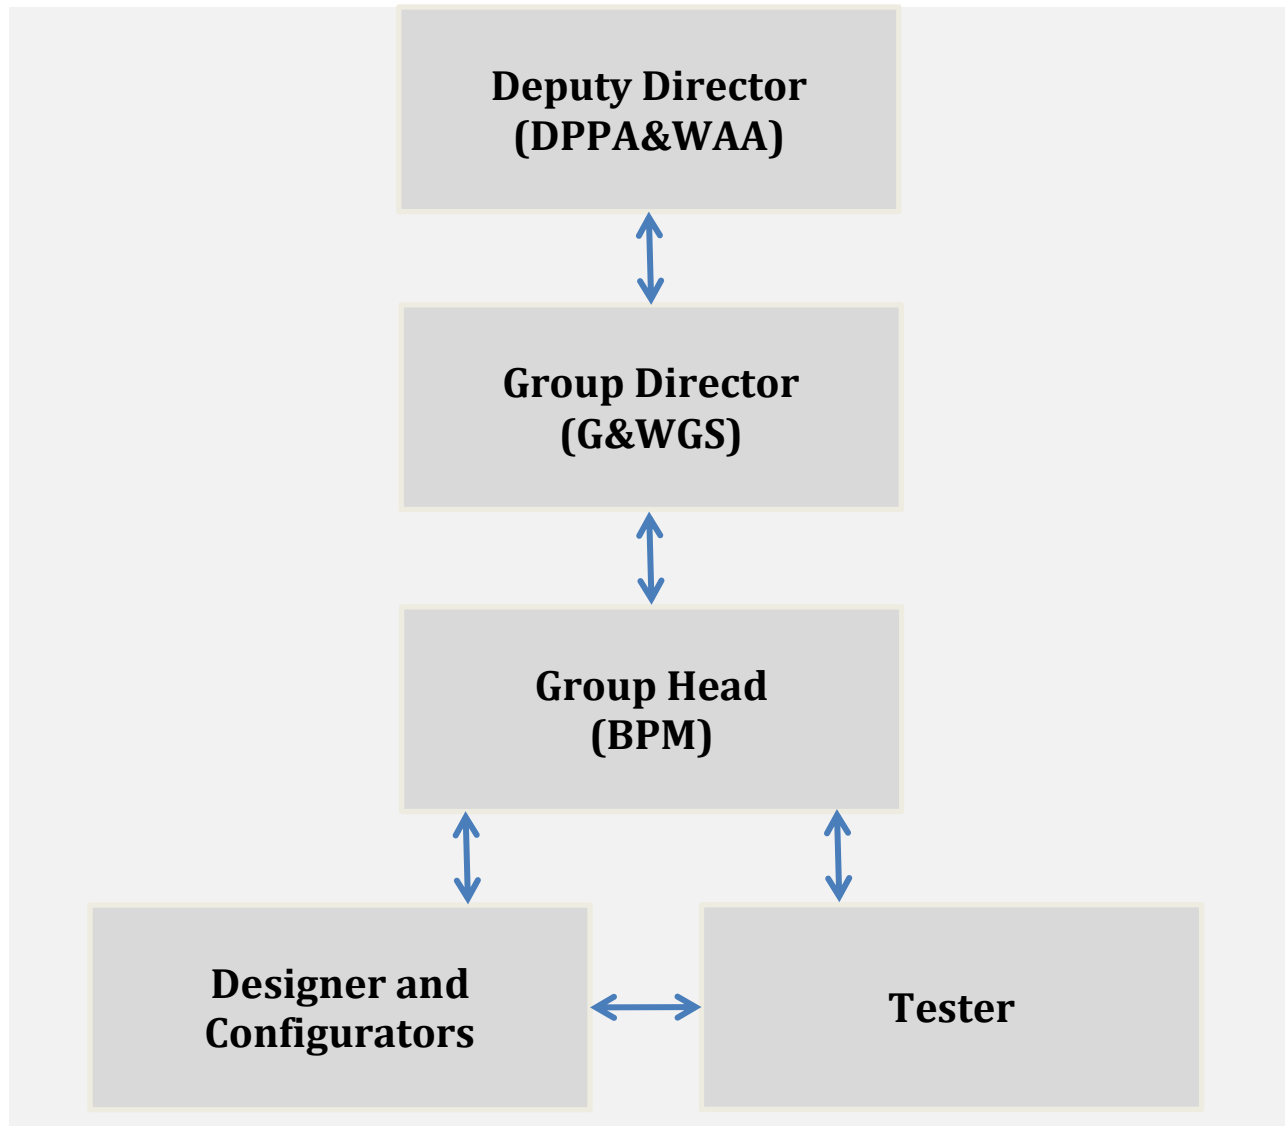 Deputy Director
(DPPA&WAA)
Group Director
(G&WGS)
Group Head
(BPM)
Designer and
Configurators
Tester